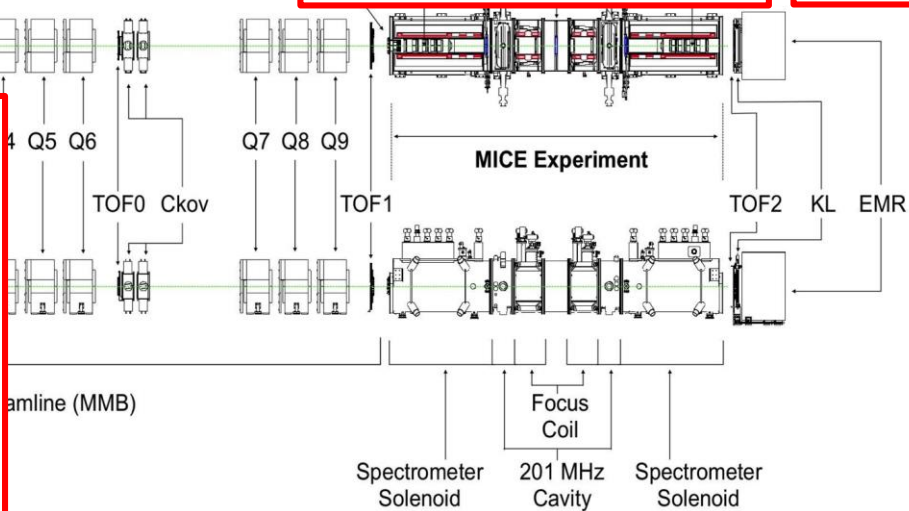 4 Q5 Q6 Q7 Q8 Q9
MICE Experiment
TOF0 Ckov TOF1 TOF2 KL EMR
amline (MMB)
Focus
Coil
Spectrometer
Solenoid
201 MHz
Cavity
Spectrometer
Solenoid